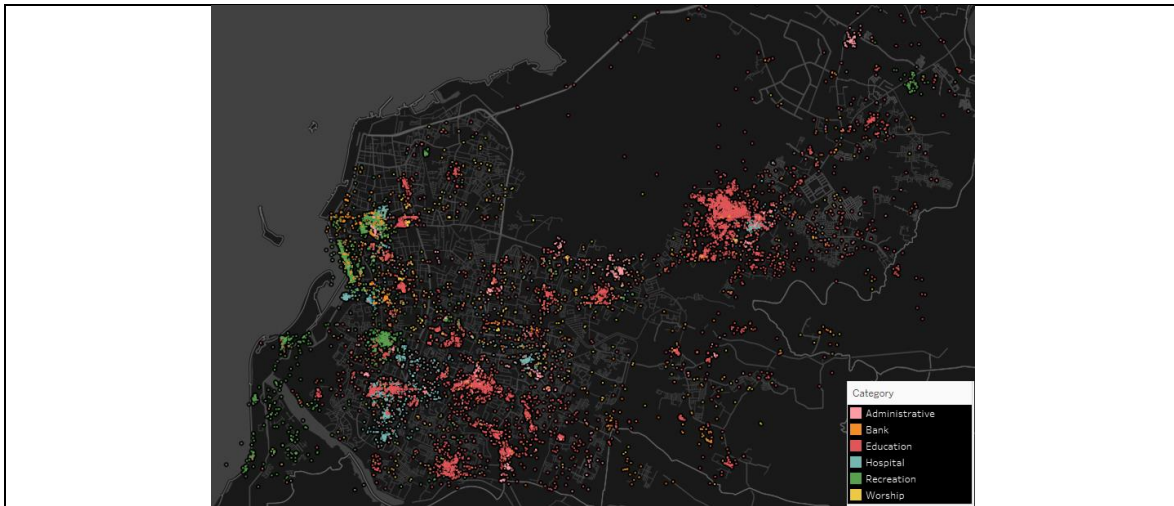 Category
Administrative
Bank
Education
Hospital
Recreation
Worship